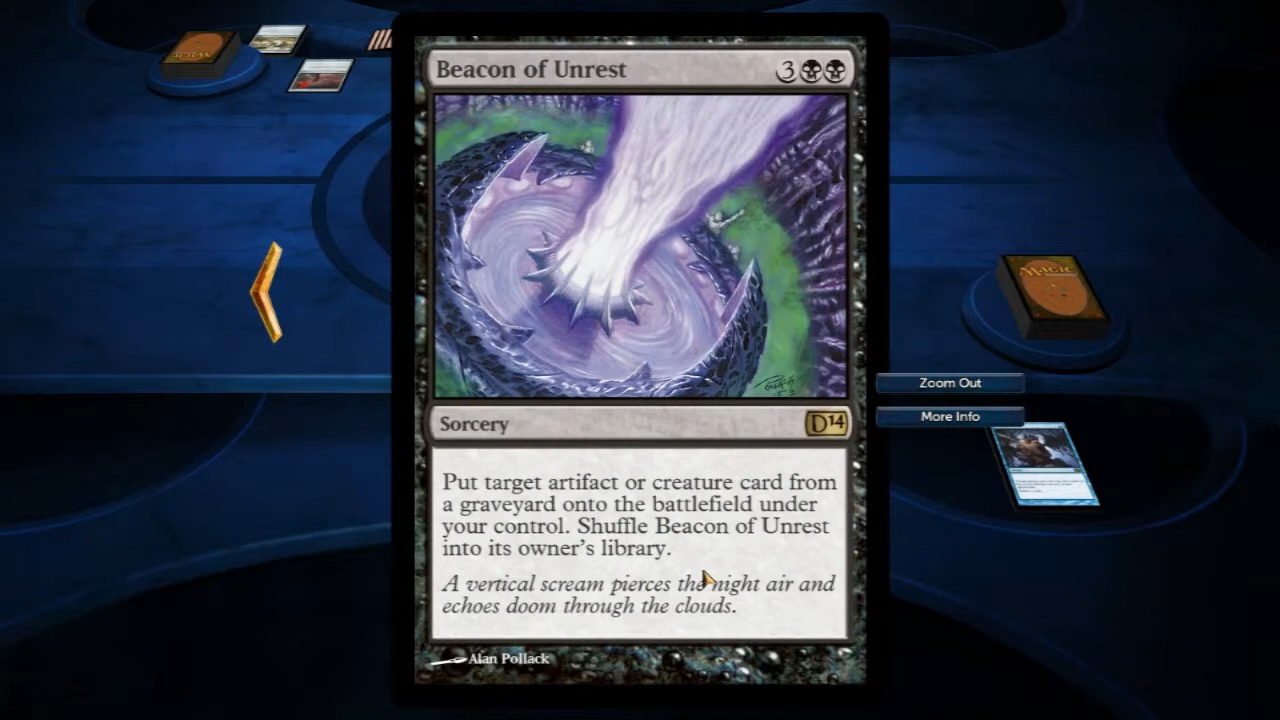 Beacon of Unrest 3
Sorcery D14
Put target artifact or creature card from
a graveyard onto the battlefield under
your control. Shuffle Beacon of Unrest
into its owner's library.
A vertical scream pierces the night air and
echoes doom through the clouds.
Alan Pollack
MAGIC
Zoom Out
More Info